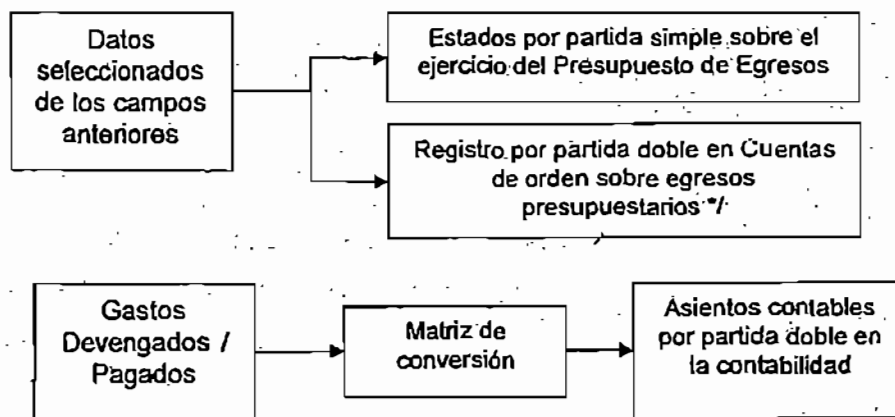 Datos
seleccionados
de los campos
anteriores
Estados por partida simple sobre el
ejercicio del Presupuesto de Egresos
Registro por partida doble en Cuentas
de orden sobre egresos
presupuestarios */
Gastos
Devengados /
Pagados
Matriz de
conversión
Asientos contables
por partida doble en
la contabilidad